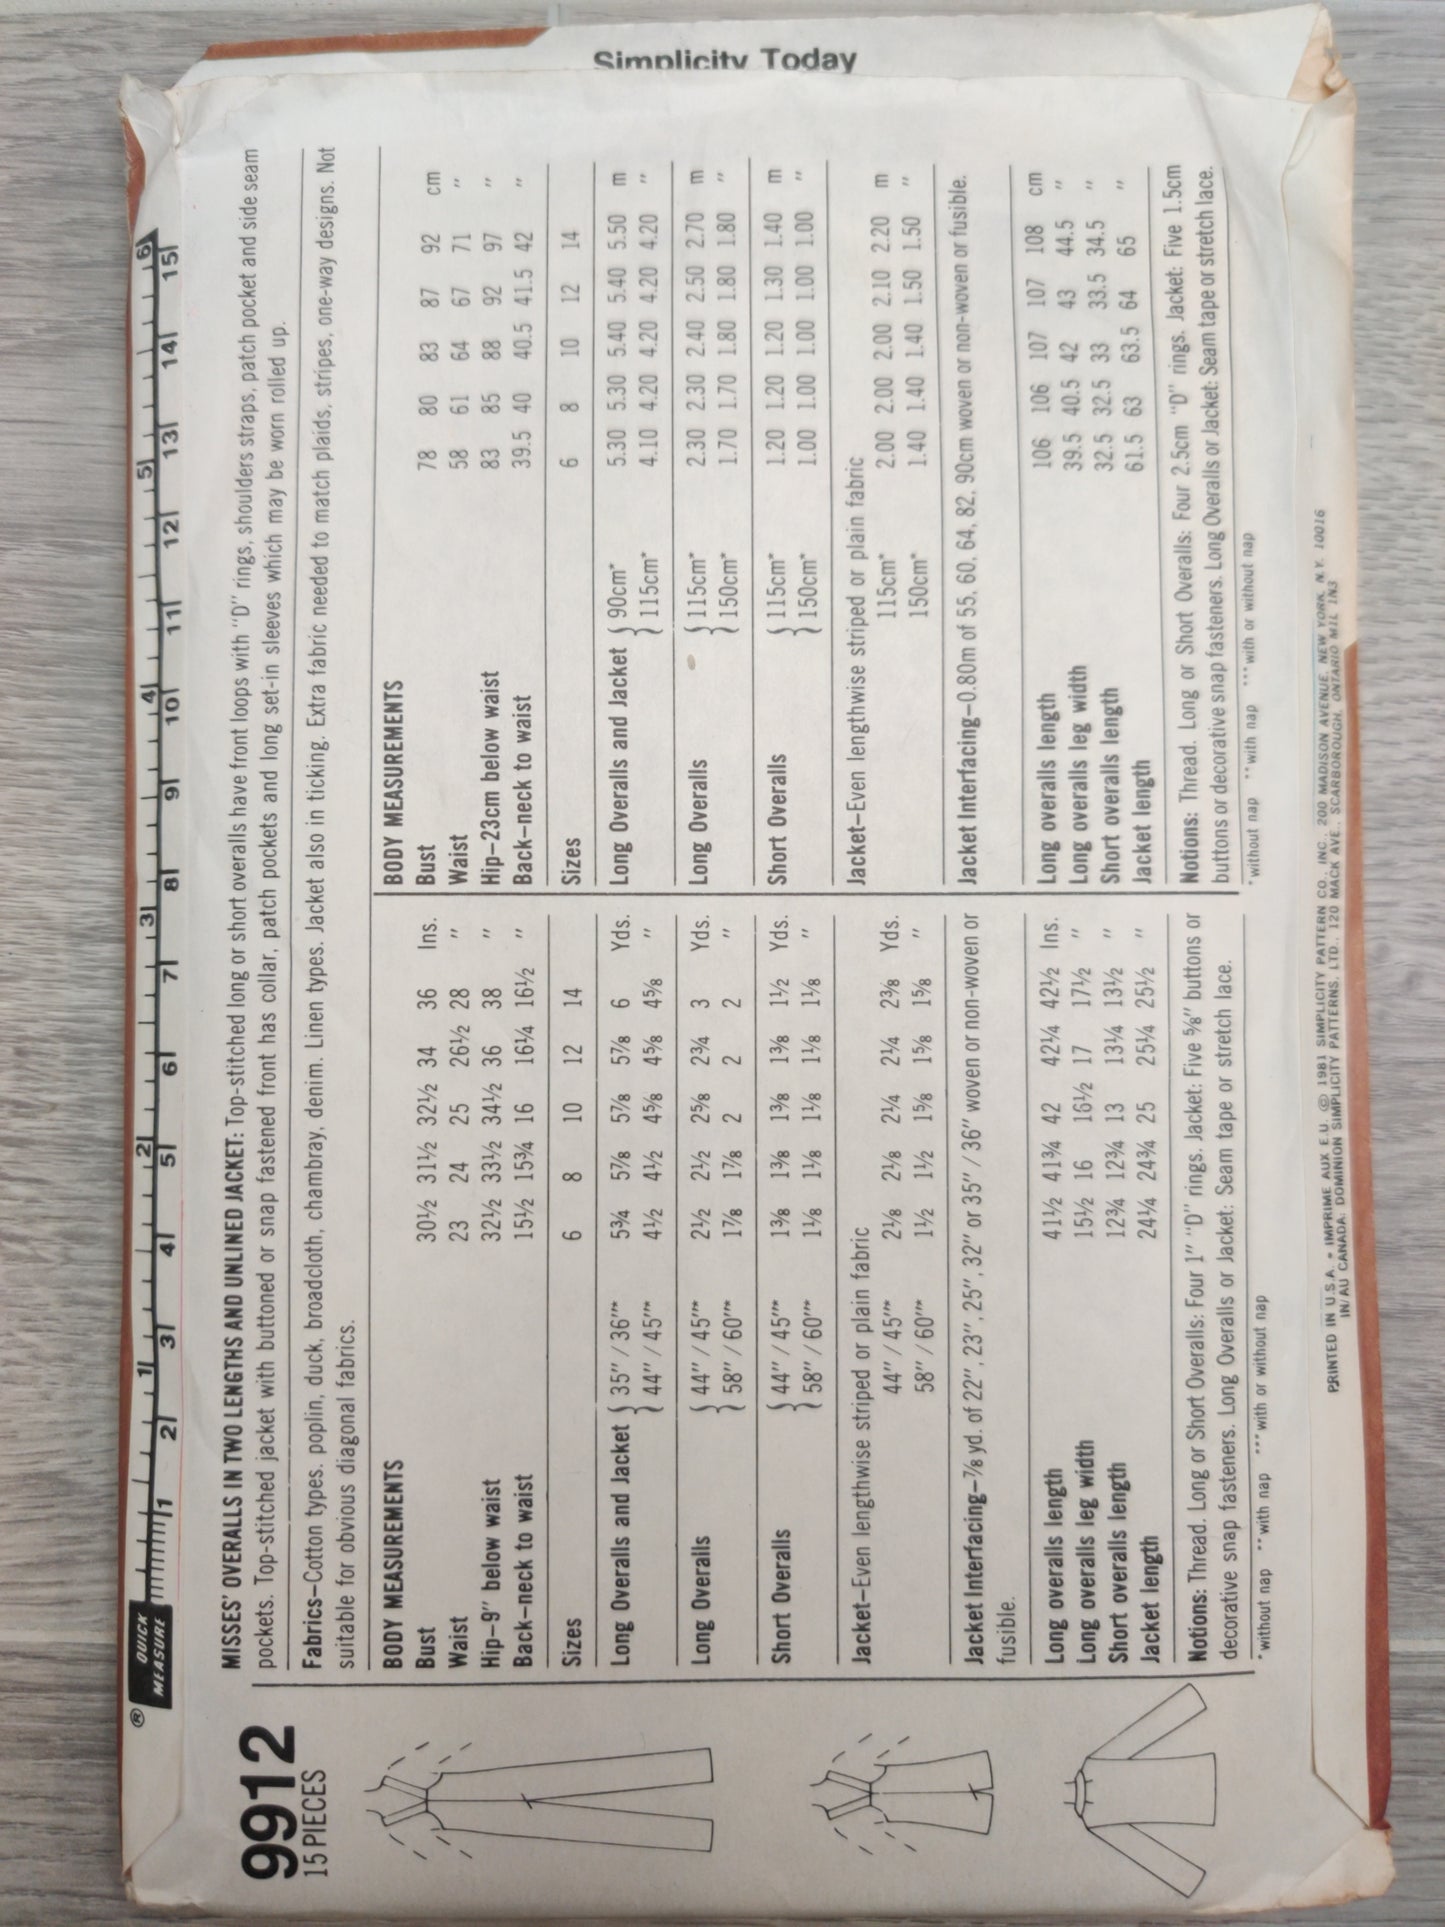 Simplicity Today
QUICK
MEASURE
®
1 2 3 4 5 6
1 2 3 4 5 6 7 8 9 10 11 12 13 14 15
9912
15 PIECES
MISSES' OVERALLS IN TWO LENGTHS AND UNLINED JACKET: Top-stitched long or short overalls have front loops with "D" rings, shoulders straps, patch pocket and side seam
pockets. Top-stitched jacket with buttoned or snap fastened front has collar, patch pockets and long set-in sleeves which may be worn rolled up.
Fabrics—Cotton types. poplin, duck, broadcloth, chambray, denim. Linen types. Jacket also in ticking. Extra fabric needed to match plaids, stripes, one-way designs. Not
suitable for obvious diagonal fabrics.
BODY MEASUREMENTS
Bust 30½ 31½ 32½ 34 36 Ins.
Waist 23 24 25 26½ 28 "
Hip—9" below waist 32½ 33½ 34½ 36 38 "
Back—neck to waist 15½ 15¾ 16 16¼ 16½ "
Sizes 6 8 10 12 14
Long Overalls and Jacket { 35" / 36"* 5¾ 5⅞ 5⅞ 5⅞ 6 Yds.
44" / 45"* 4½ 4½ 4⅝ 4⅝ 4⅝ "
Long Overalls { 44" / 45"* 2½ 2½ 2⅝ 2¾ 3 Yds.
58" / 60"* 1⅞ 1⅞ 2 2 2 "
Short Overalls { 44" / 45"* 1⅜ 1⅜ 1⅜ 1⅜ 1½ Yds.
58" / 60"* 1⅛ 1⅛ 1⅛ 1⅛ 1⅛ "
Jacket—Even lengthwise striped or plain fabric
44" / 45"* 2⅛ 2⅛ 2¼ 2¼ 2⅜ Yds.
58" / 60"* 1½ 1½ 1⅝ 1⅝ 1⅝ "
Jacket Interfacing—⅞ yd. of 22", 23", 25", 32" or 35" / 36" woven or non-woven or
fusible.
Long overalls length 41½ 41¾ 42 42¼ 42½ Ins.
Long overalls leg width 15½ 16 16½ 17 17½ "
Short overalls length 12¾ 12¾ 13 13¼ 13½ "
Jacket length 24¼ 24¾ 25 25¼ 25½ "
Notions: Thread. Long or Short Overalls: Four 1" "D" rings. Jacket: Five ⅝" buttons or
decorative snap fasteners. Long Overalls or Jacket: Seam tape or stretch lace.
*without nap **with nap ***with or without nap
BODY MEASUREMENTS
Bust 78 80 83 87 92 cm
Waist 58 61 64 67 71 "
Hip—23cm below waist 83 85 88 92 97 "
Back—neck to waist 39.5 40 40.5 41.5 42 "
Sizes 6 8 10 12 14
Long Overalls and Jacket { 90cm* 5.30 5.30 5.40 5.40 5.50 m
115cm* 4.10 4.20 4.20 4.20 4.20 "
Long Overalls { 115cm* 2.30 2.30 2.40 2.50 2.70 m
150cm* 1.70 1.70 1.80 1.80 1.80 "
Short Overalls { 115cm* 1.20 1.20 1.20 1.30 1.40 m
150cm* 1.00 1.00 1.00 1.00 1.00 "
Jacket—Even lengthwise striped or plain fabric
115cm* 2.00 2.00 2.00 2.10 2.20 m
150cm* 1.40 1.40 1.40 1.50 1.50 "
Jacket Interfacing—0.80m of 55, 60, 64, 82, 90cm woven or non-woven or fusible.
Long overalls length 106 106 107 107 108 cm
Long overalls leg width 39.5 40.5 42 43 44.5 "
Short overalls length 32.5 32.5 33 33.5 34.5 "
Jacket length 61.5 63 63.5 64 65 "
Notions: Thread. Long or Short Overalls: Four 2.5cm "D" rings. Jacket: Five 1.5cm
buttons or decorative snap fasteners. Long Overalls or Jacket: Seam tape or stretch lace.
*without nap **with nap ***with or without nap
PRINTED IN U.S.A. • IMPRIME AUX E.U. © 1981 SIMPLICITY PATTERN CO., INC., 200 MADISON AVENUE, NEW YORK, N.Y. 10016
IN/AU CANADA: DOMINION SIMPLICITY PATTERNS, LTD., 120 MACK AVE., SCARBOROUGH, ONTARIO M1L 1N3